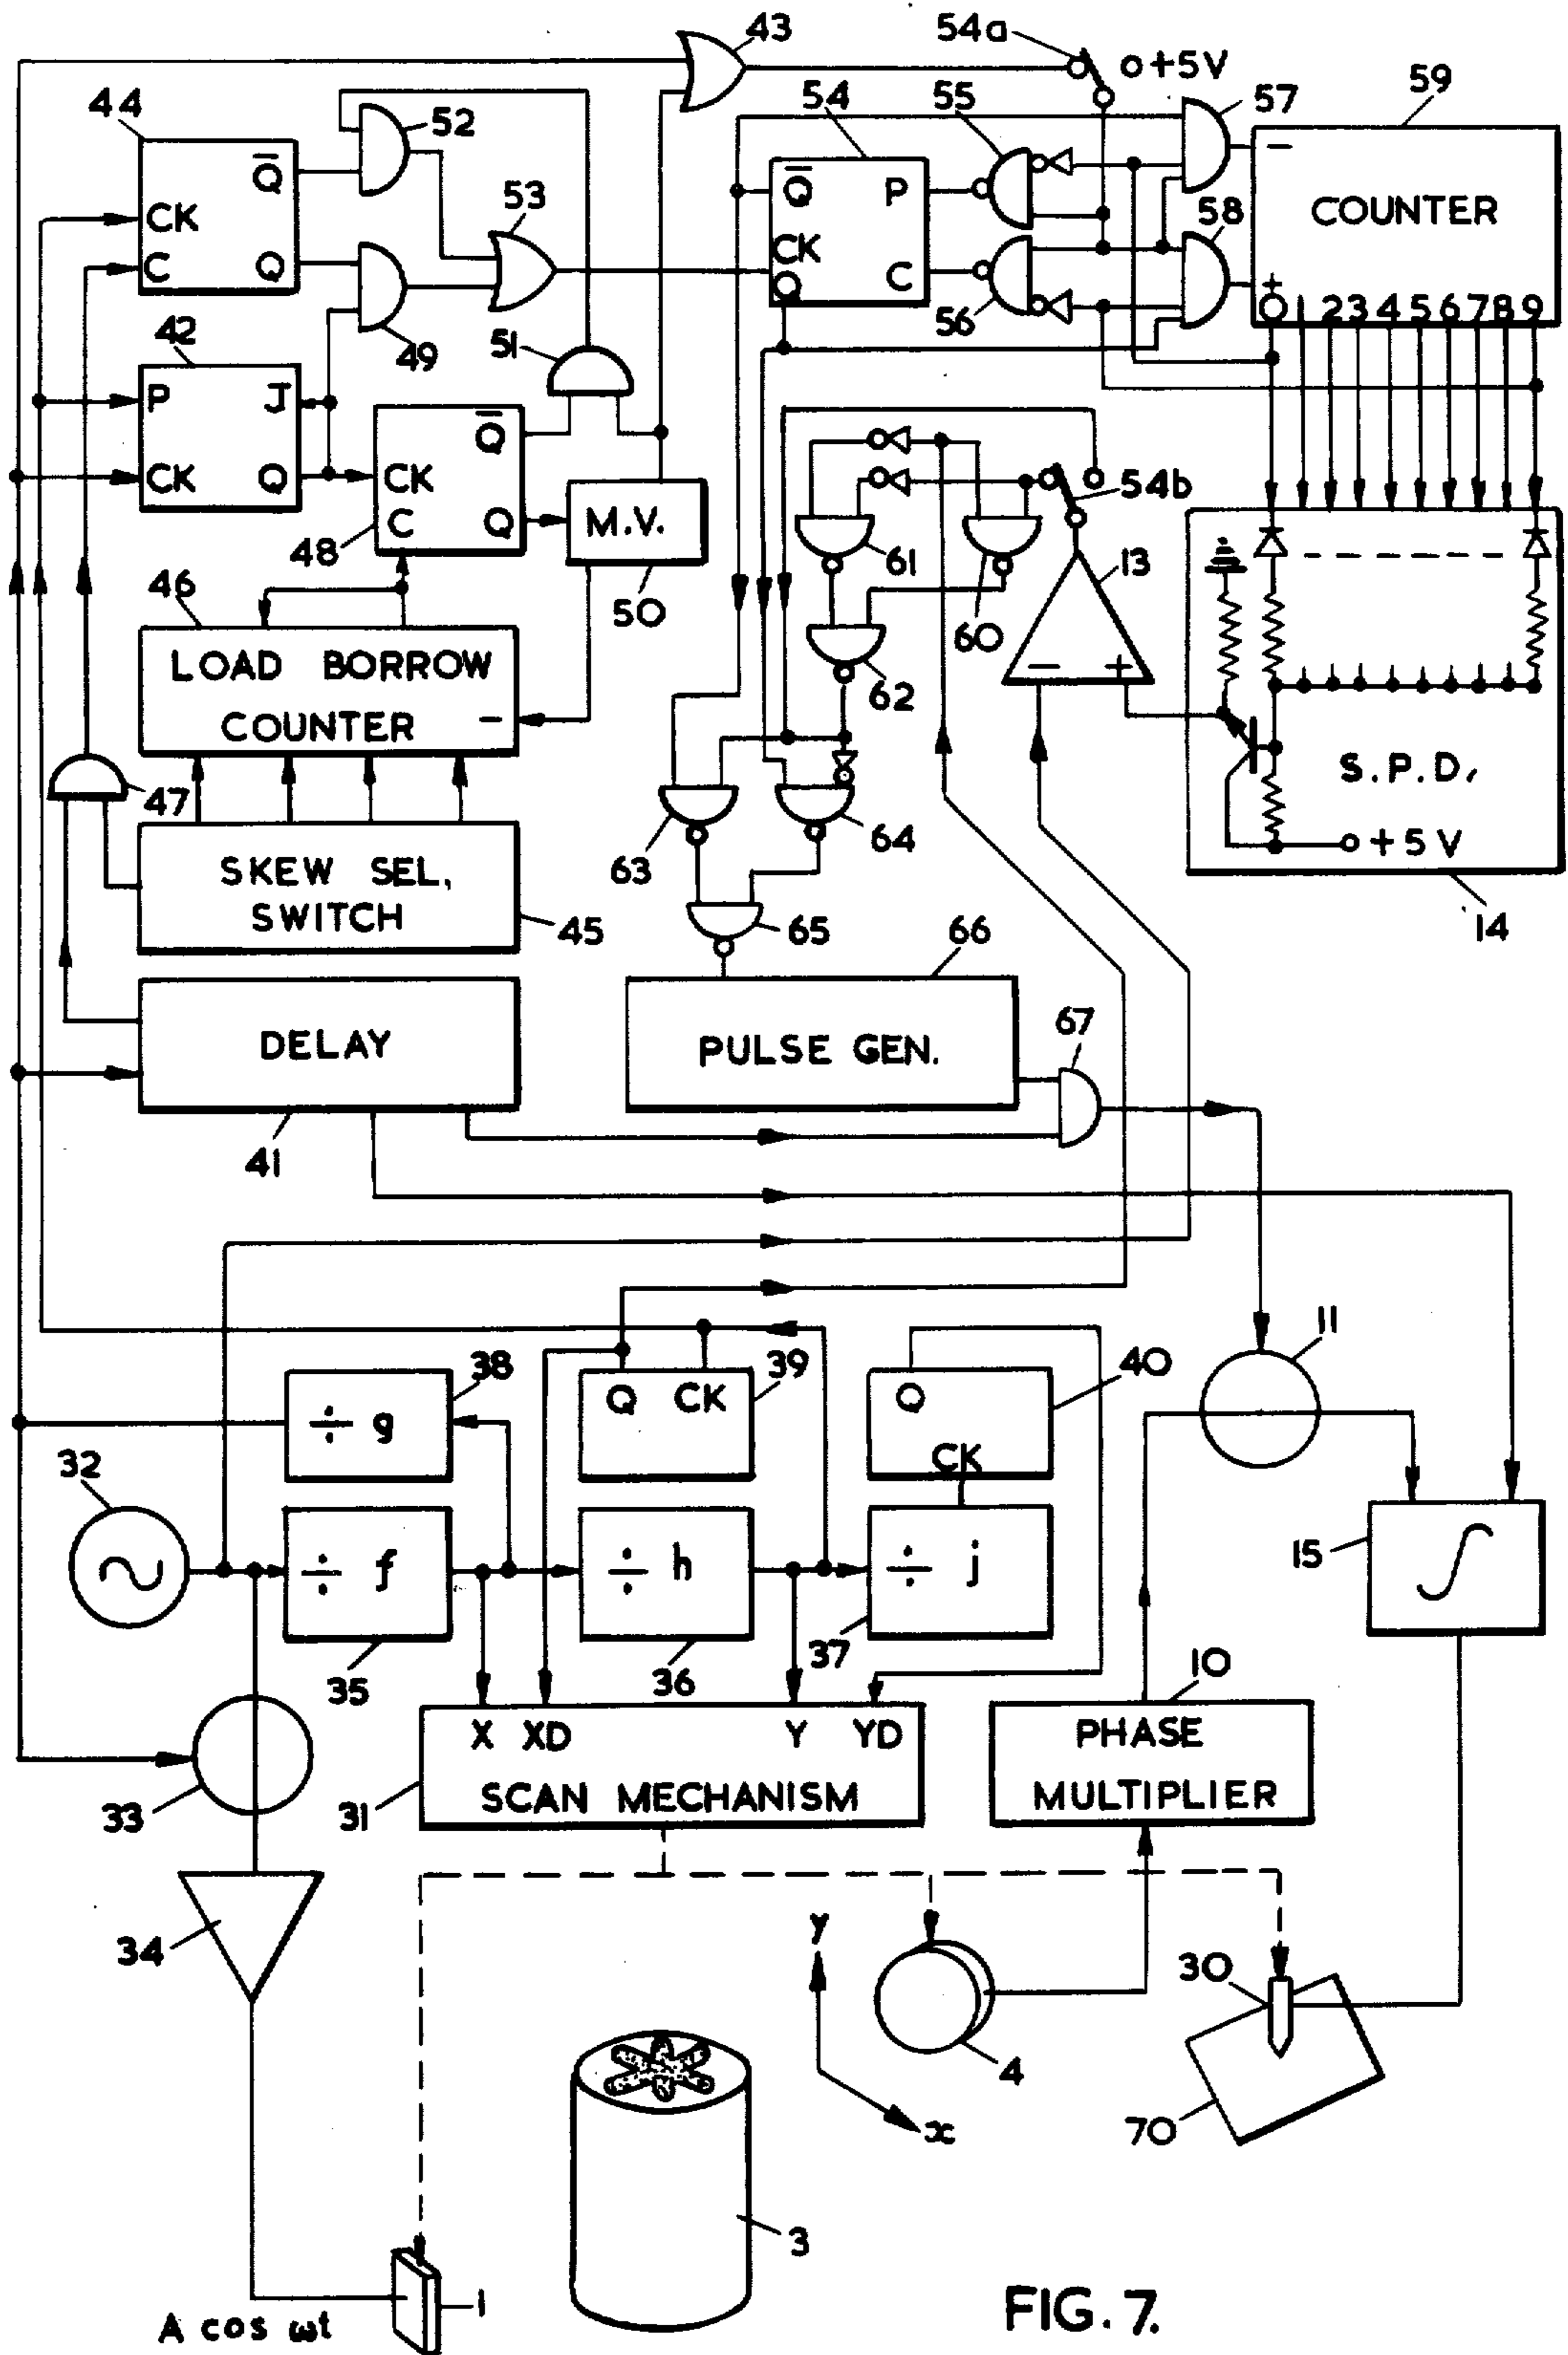 43
54a
+5V
44
52
54
55
57
59
Q̅
CK
C
Q
53
Q̅
P
CK
C
Q
58
56
COUNTER
−
+
0 1 2 3 4 5 6 7 8 9
42
49
51
P
J
CK
Q
48
Q̅
CK
C
Q
M.V.
50
54b
61
60
13
−
+
62
46
LOAD BORROW
COUNTER −
47
SKEW SEL.
SWITCH
45
63
64
65
S.P.D.
+5V
14
66
DELAY
41
PULSE GEN.
67
38
÷ g
Q CK
39
Q
CK
40
11
32
÷ f
35
÷ h
36
÷ j
37
15
∫
33
31
X XD Y YD
SCAN MECHANISM
10
PHASE
MULTIPLIER
34
y
x
4
30
70
3
1
A cos ωt
FIG. 7.